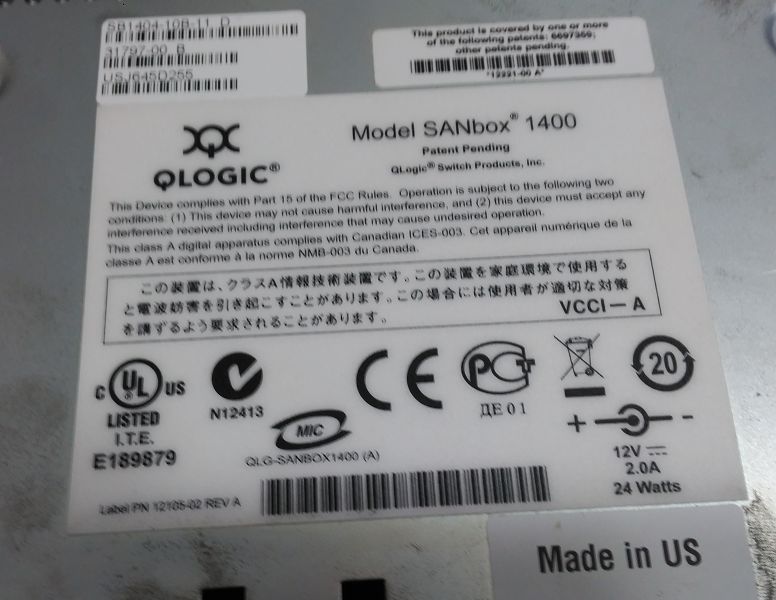 SB1404-10B-11 D
31797-00 B
USJ645D255
This product is covered by one or more
of the following patents: 6697359;
other patents pending.
*12221-00 A*
QLOGIC®
Model SANbox® 1400
Patent Pending
QLogic® Switch Products, Inc.
This Device complies with Part 15 of the FCC Rules. Operation is subject to the following two
conditions. (1) This device may not cause harmful interference, and (2) this device must accept any
interference received including interference that may cause undesired operation.
This class A digital apparatus complies with Canadian ICES-003. Cet appareil numérique de la
classe A est conforme à la norme NMB-003 du Canada.
この装置は、クラスA情報技術装置です。この装置を家庭環境で使用する
と電波妨害を引き起こすことがあります。この場合には使用者が適切な対策
を講ずるよう要求されることがあります。
VCCI-A
C UL US
LISTED
I.T.E.
E189879
N12413
MIC
QLG-SANBOX1400 (A)
CE
РСТ
ДЕ 01
20
+ -
12V
2.0A
24 Watts
Label PN 12105-02 REV A
Made in US